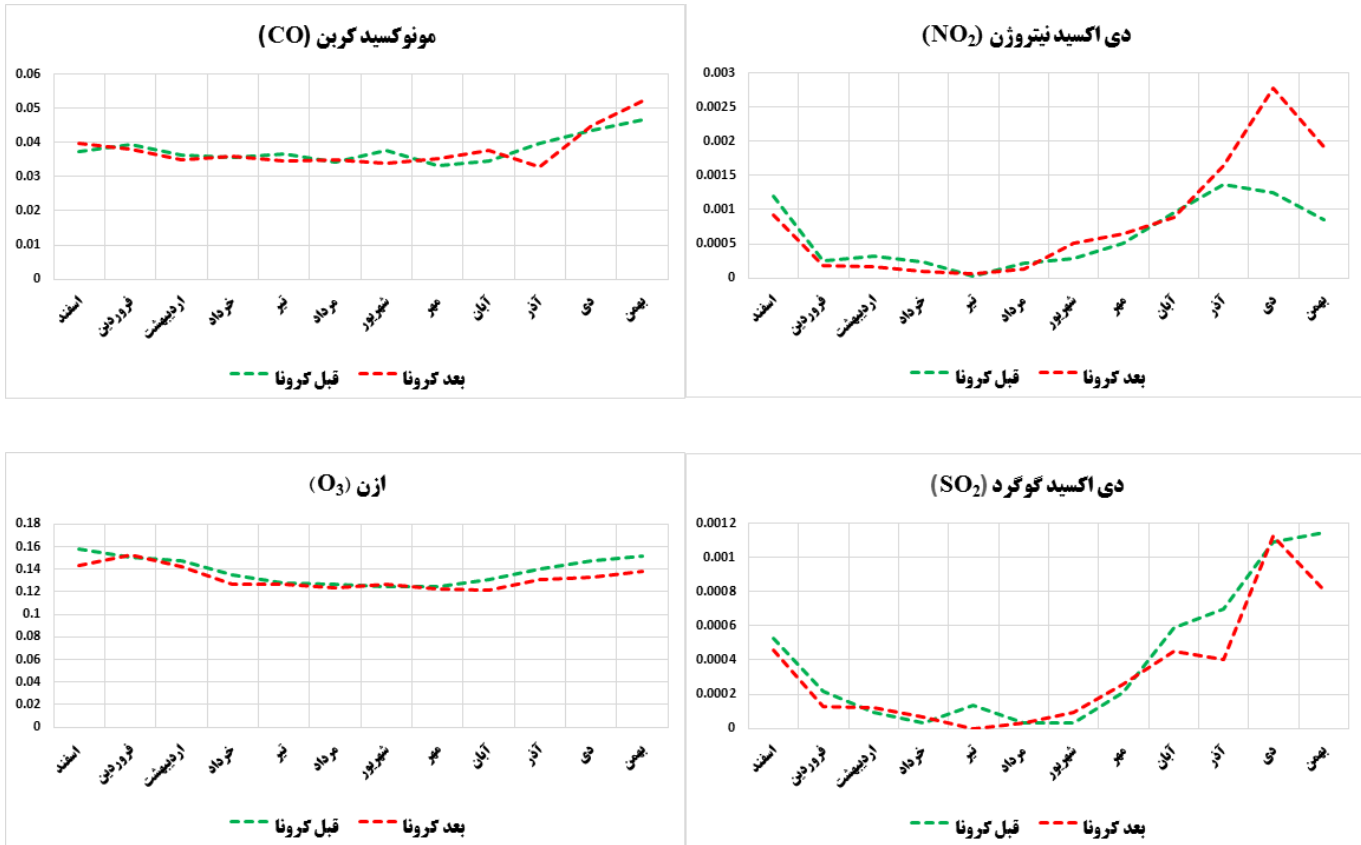 مونوکسید کربن (CO)
0.06
0.05
0.04
0.03
0.02
0.01
0
اسفند
فروردین
اردیبهشت
خرداد
تیر
مرداد
شهریور
مهر
آبان
آذر
دی
بهمن
قبل کرونا
بعد کرونا
دی اکسید نیتروژن (NO₂)
0.003
0.0025
0.002
0.0015
0.001
0.0005
0
اسفند
فروردین
اردیبهشت
خرداد
تیر
مرداد
شهریور
مهر
آبان
آذر
دی
بهمن
قبل کرونا
بعد کرونا
ازن (O₃)
0.18
0.16
0.14
0.12
0.1
0.08
0.06
0.04
0.02
0
اسفند
فروردین
اردیبهشت
خرداد
تیر
مرداد
شهریور
مهر
آبان
آذر
دی
بهمن
قبل کرونا
بعد کرونا
دی اکسید گوگرد (SO₂)
0.0012
0.001
0.0008
0.0006
0.0004
0.0002
0
اسفند
فروردین
اردیبهشت
خرداد
تیر
مرداد
شهریور
مهر
آبان
آذر
دی
بهمن
قبل کرونا
بعد کرونا